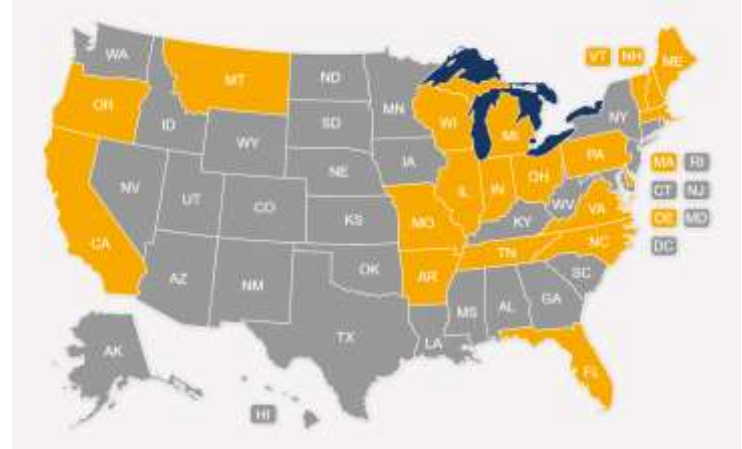 WA
MT
ND
MN
VT NH
ME
OR
ID
WY
SD
WI
MI
NY
NV
UT
CO
NE
IA
IL
IN
OH
PA
MA RI
CT NJ
DE MD
DC
CA
KS
MO
KY
WV
VA
AZ
NM
OK
AR
TN
NC
SC
TX
LA
MS
AL
GA
FL
AK
HI